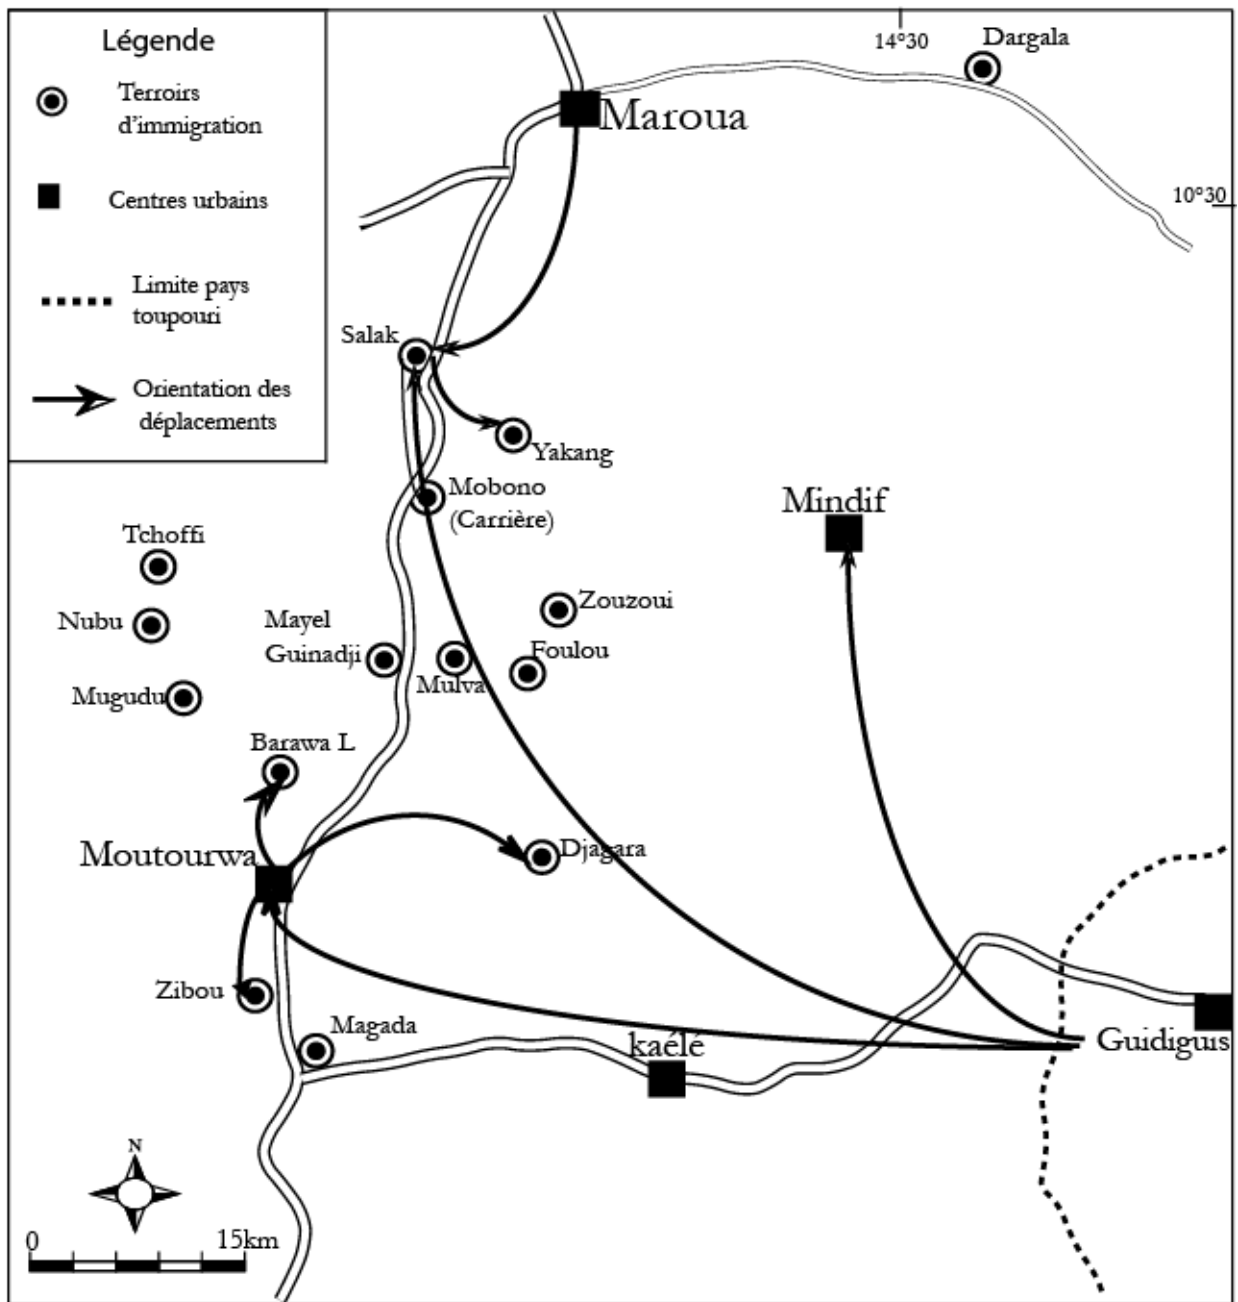 Légende
Terroirs
d'immigration
Centres urbains
Limite pays
toupouri
Orientation des
déplacements
14°30
Dargala
Maroua
10°30
Salak
Yakang
Mobono
(Carrière)
Mindif
Tchoffi
Zouzoui
Nubu
Mayel
Guinadji
Foulou
Mulva
Mugudu
Barawa L
Moutourwa
Djagara
Zibou
Magada
kaélé
Guidiguis
N
0
15km